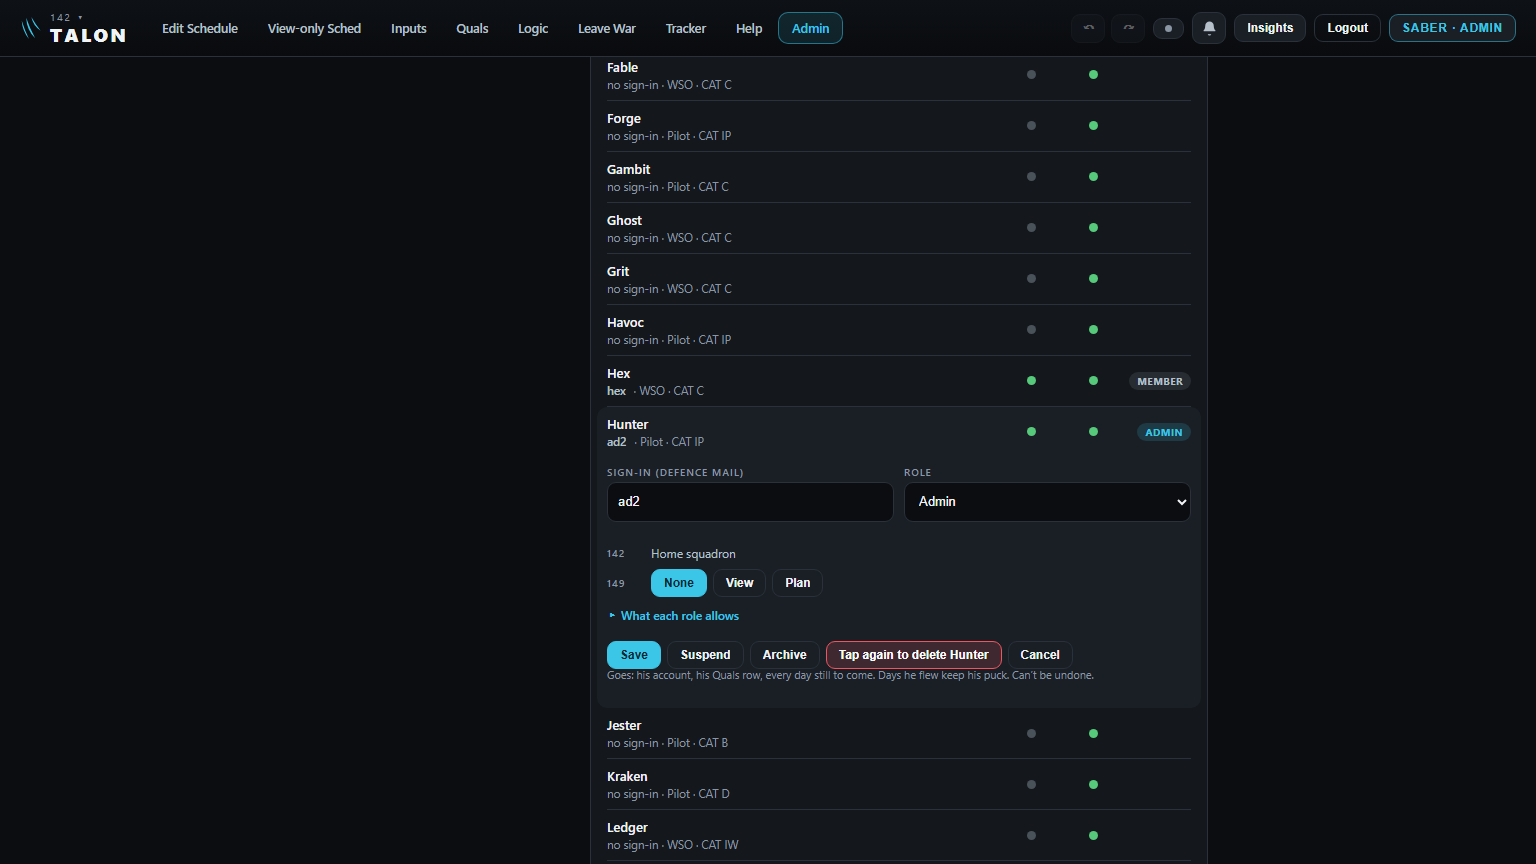 142 ▾
TALON
Edit Schedule
View-only Sched
Inputs
Quals
Logic
Leave War
Tracker
Help
Admin
Insights
Logout
SABER · ADMIN
Fable
no sign-in · WSO · CAT C
Forge
no sign-in · Pilot · CAT IP
Gambit
no sign-in · Pilot · CAT C
Ghost
no sign-in · WSO · CAT C
Grit
no sign-in · WSO · CAT C
Havoc
no sign-in · Pilot · CAT IP
Hex
hex · WSO · CAT C
MEMBER
Hunter
ad2 · Pilot · CAT IP
ADMIN
SIGN-IN (DEFENCE MAIL)
ROLE
ad2
Admin
142 Home squadron
149 None View Plan
▸ What each role allows
Save Suspend Archive Tap again to delete Hunter Cancel
Goes: his account, his Quals row, every day still to come. Days he flew keep his puck. Can't be undone.
Jester
no sign-in · Pilot · CAT B
Kraken
no sign-in · Pilot · CAT D
Ledger
no sign-in · WSO · CAT IW